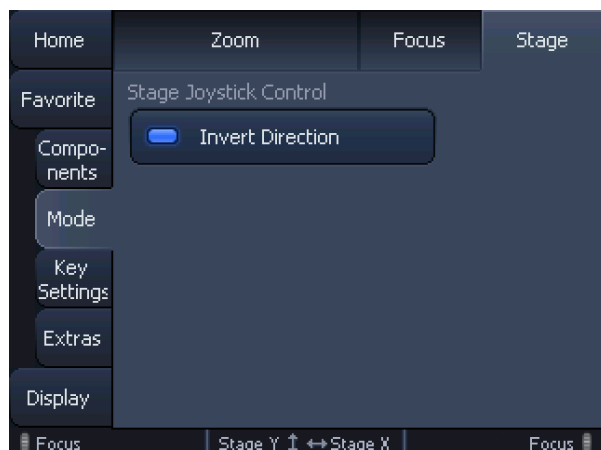 Home
Zoom
Focus
Stage
Favorite
Stage Joystick Control
Invert Direction
Compo-
nents
Mode
Key
Settings
Extras
Display
Focus
Stage Y ↕ ↔ Stage X
Focus